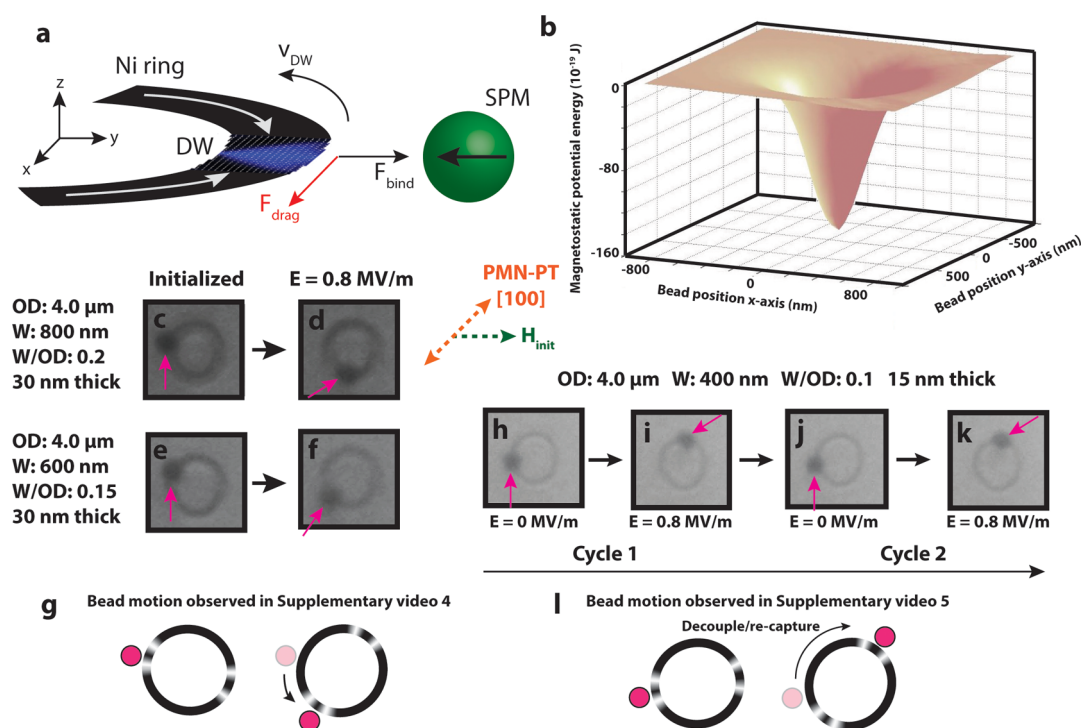 a
Ni ring
v DW
SPM
z
y
x
DW
F bind
F drag
b
Magnetostatic potential energy (10⁻¹⁹ J)
0
-80
-160
-800
0
800
Bead position x-axis (nm)
500
0
-500
Bead position y-axis (nm)
Initialized
E = 0.8 MV/m
OD: 4.0 µm
W: 800 nm
W/OD: 0.2
30 nm thick
c
d
PMN-PT
[100]
H init
OD: 4.0 µm
W: 600 nm
W/OD: 0.15
30 nm thick
e
f
OD: 4.0 µm W: 400 nm W/OD: 0.1 15 nm thick
h
i
j
k
E = 0 MV/m
E = 0.8 MV/m
E = 0 MV/m
E = 0.8 MV/m
Cycle 1
Cycle 2
g
Bead motion observed in Supplementary video 4
l
Bead motion observed in Supplementary video 5
Decouple/re-capture